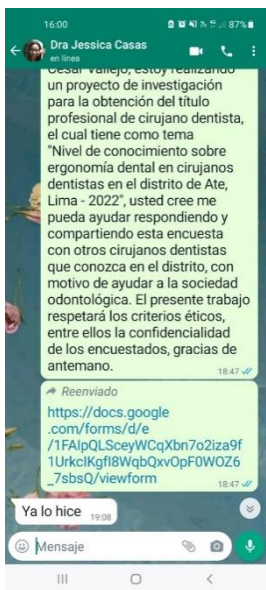 16:00
87%
Dra Jessica Casas
en línea
Cesar Vallejo, estoy realizando
un proyecto de investigación
para la obtención del título
profesional de cirujano dentista,
el cual tiene como tema
"Nivel de conocimiento sobre
ergonomía dental en cirujanos
dentistas en el distrito de Ate,
Lima - 2022", usted cree me
pueda ayudar respondiendo y
compartiendo esta encuesta
con otros cirujanos dentistas
que conozca en el distrito, con
motivo de ayudar a la sociedad
odontológica. El presente trabajo
respetará los criterios éticos,
entre ellos la confidencialidad
de los encuestados, gracias de
antemano.
18:47
Reenviado
https://docs.google
.com/forms/d/e
/1FAIpQLSceyWCqXbn7o2iza9f
1UrkclKgfI8WqbQxvOpF0WOZ6
_7sbsQ/viewform
18:47
Ya lo hice 19:08
Mensaje